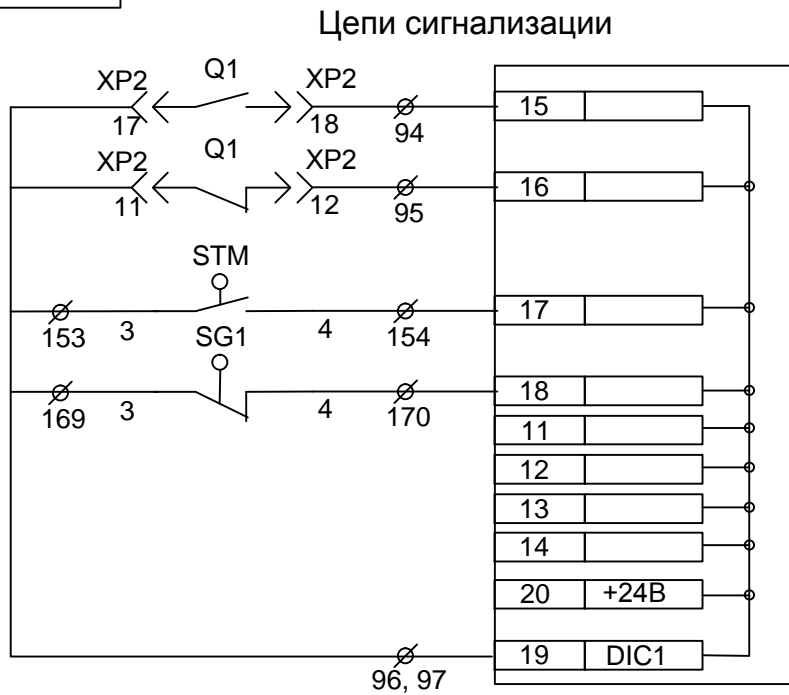 Цепи сигнализации
XP2 Q1 XP2
17 18 94 15
XP2 Q1 XP2
11 12 95 16
STM
153 3 4 154 17
SG1
169 3 4 170 18
11
12
13
14
20 +24В
19 DIC1
96, 97